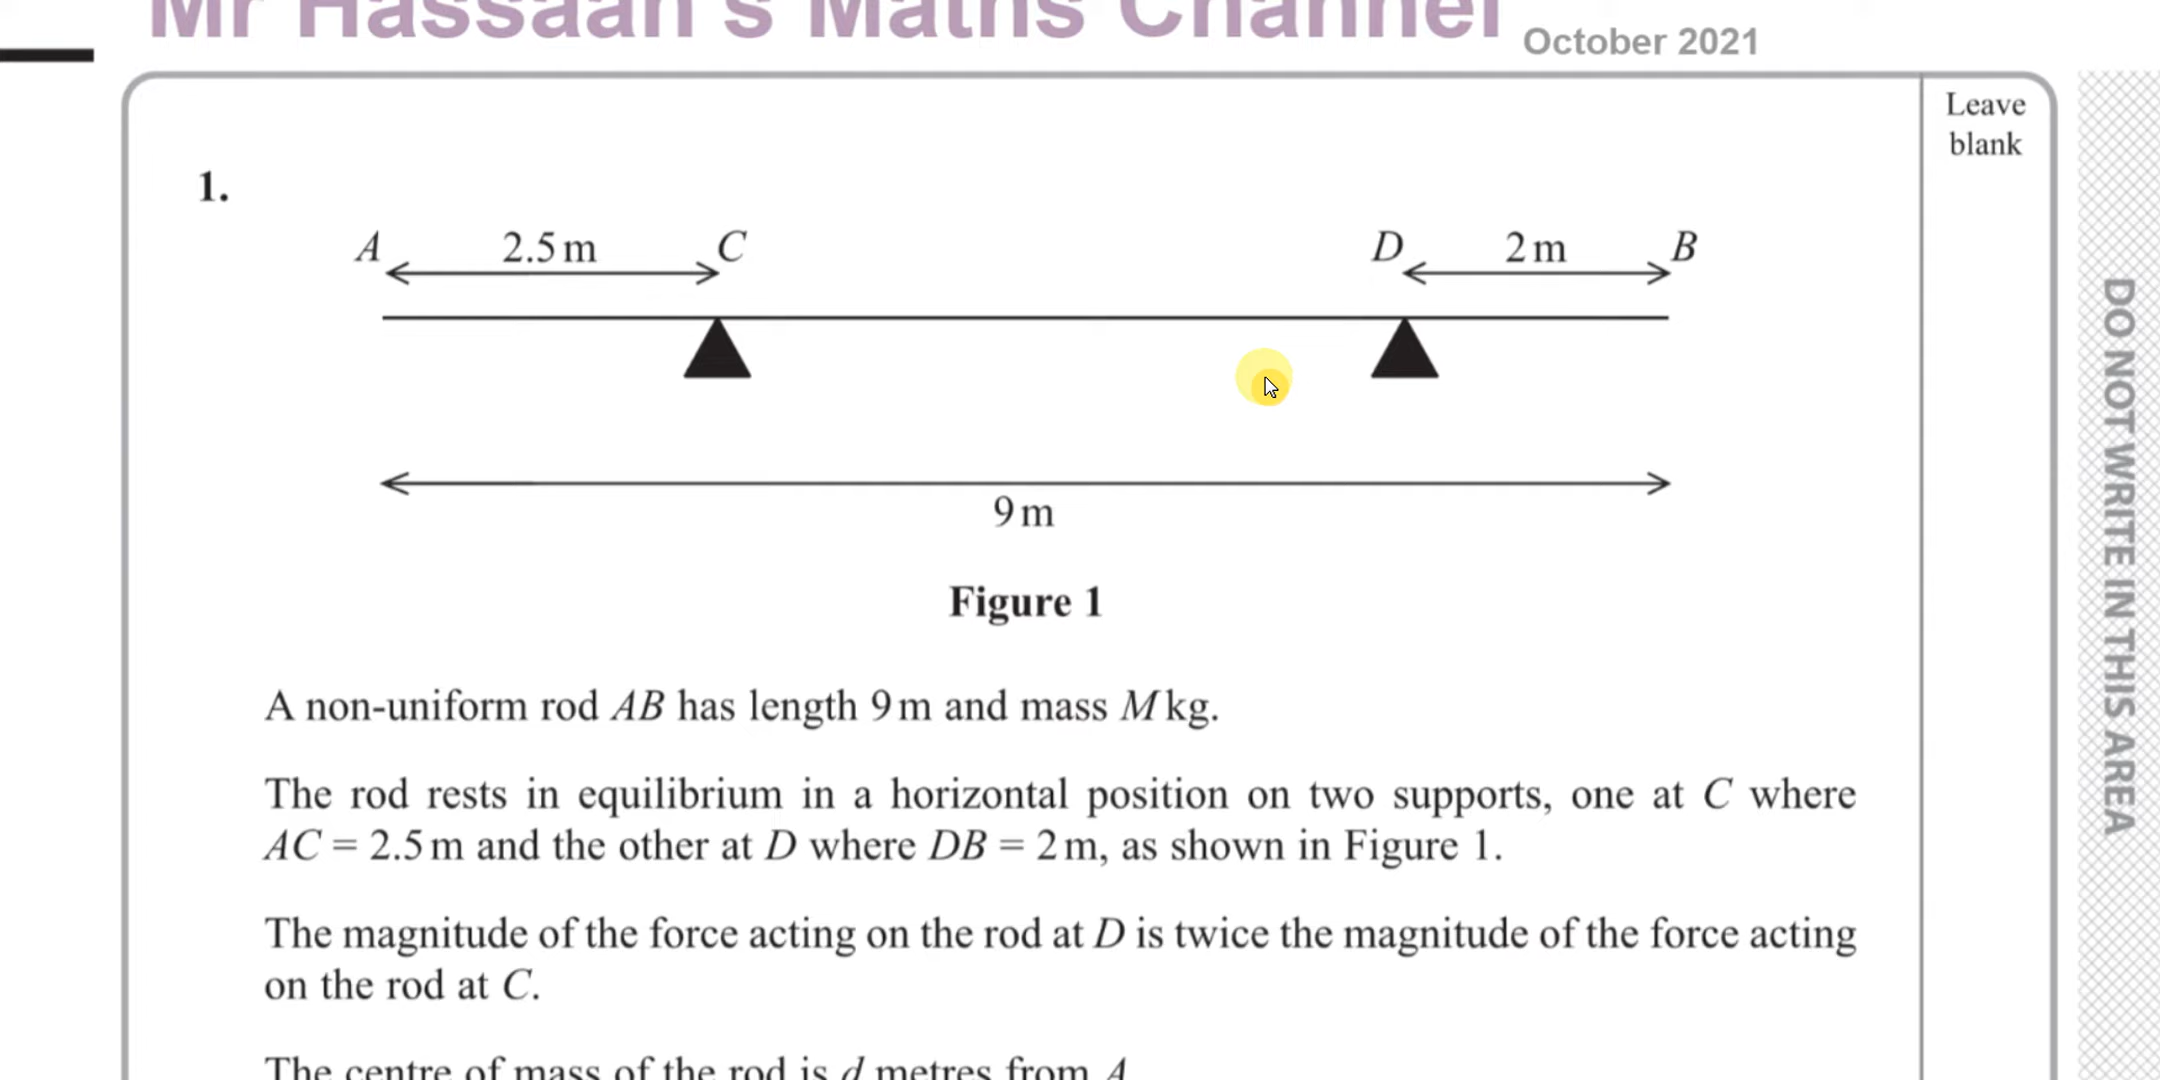 Mr Hassaan's Maths Channel
October 2021
Leave
blank
1.
A 2.5 m C D 2 m B
9 m
Figure 1
A non-uniform rod AB has length 9 m and mass M kg.
The rod rests in equilibrium in a horizontal position on two supports, one at C where
AC = 2.5 m and the other at D where DB = 2 m, as shown in Figure 1.
The magnitude of the force acting on the rod at D is twice the magnitude of the force acting
on the rod at C.
The centre of mass of the rod is d metres from A
DO NOT WRITE IN THIS AREA